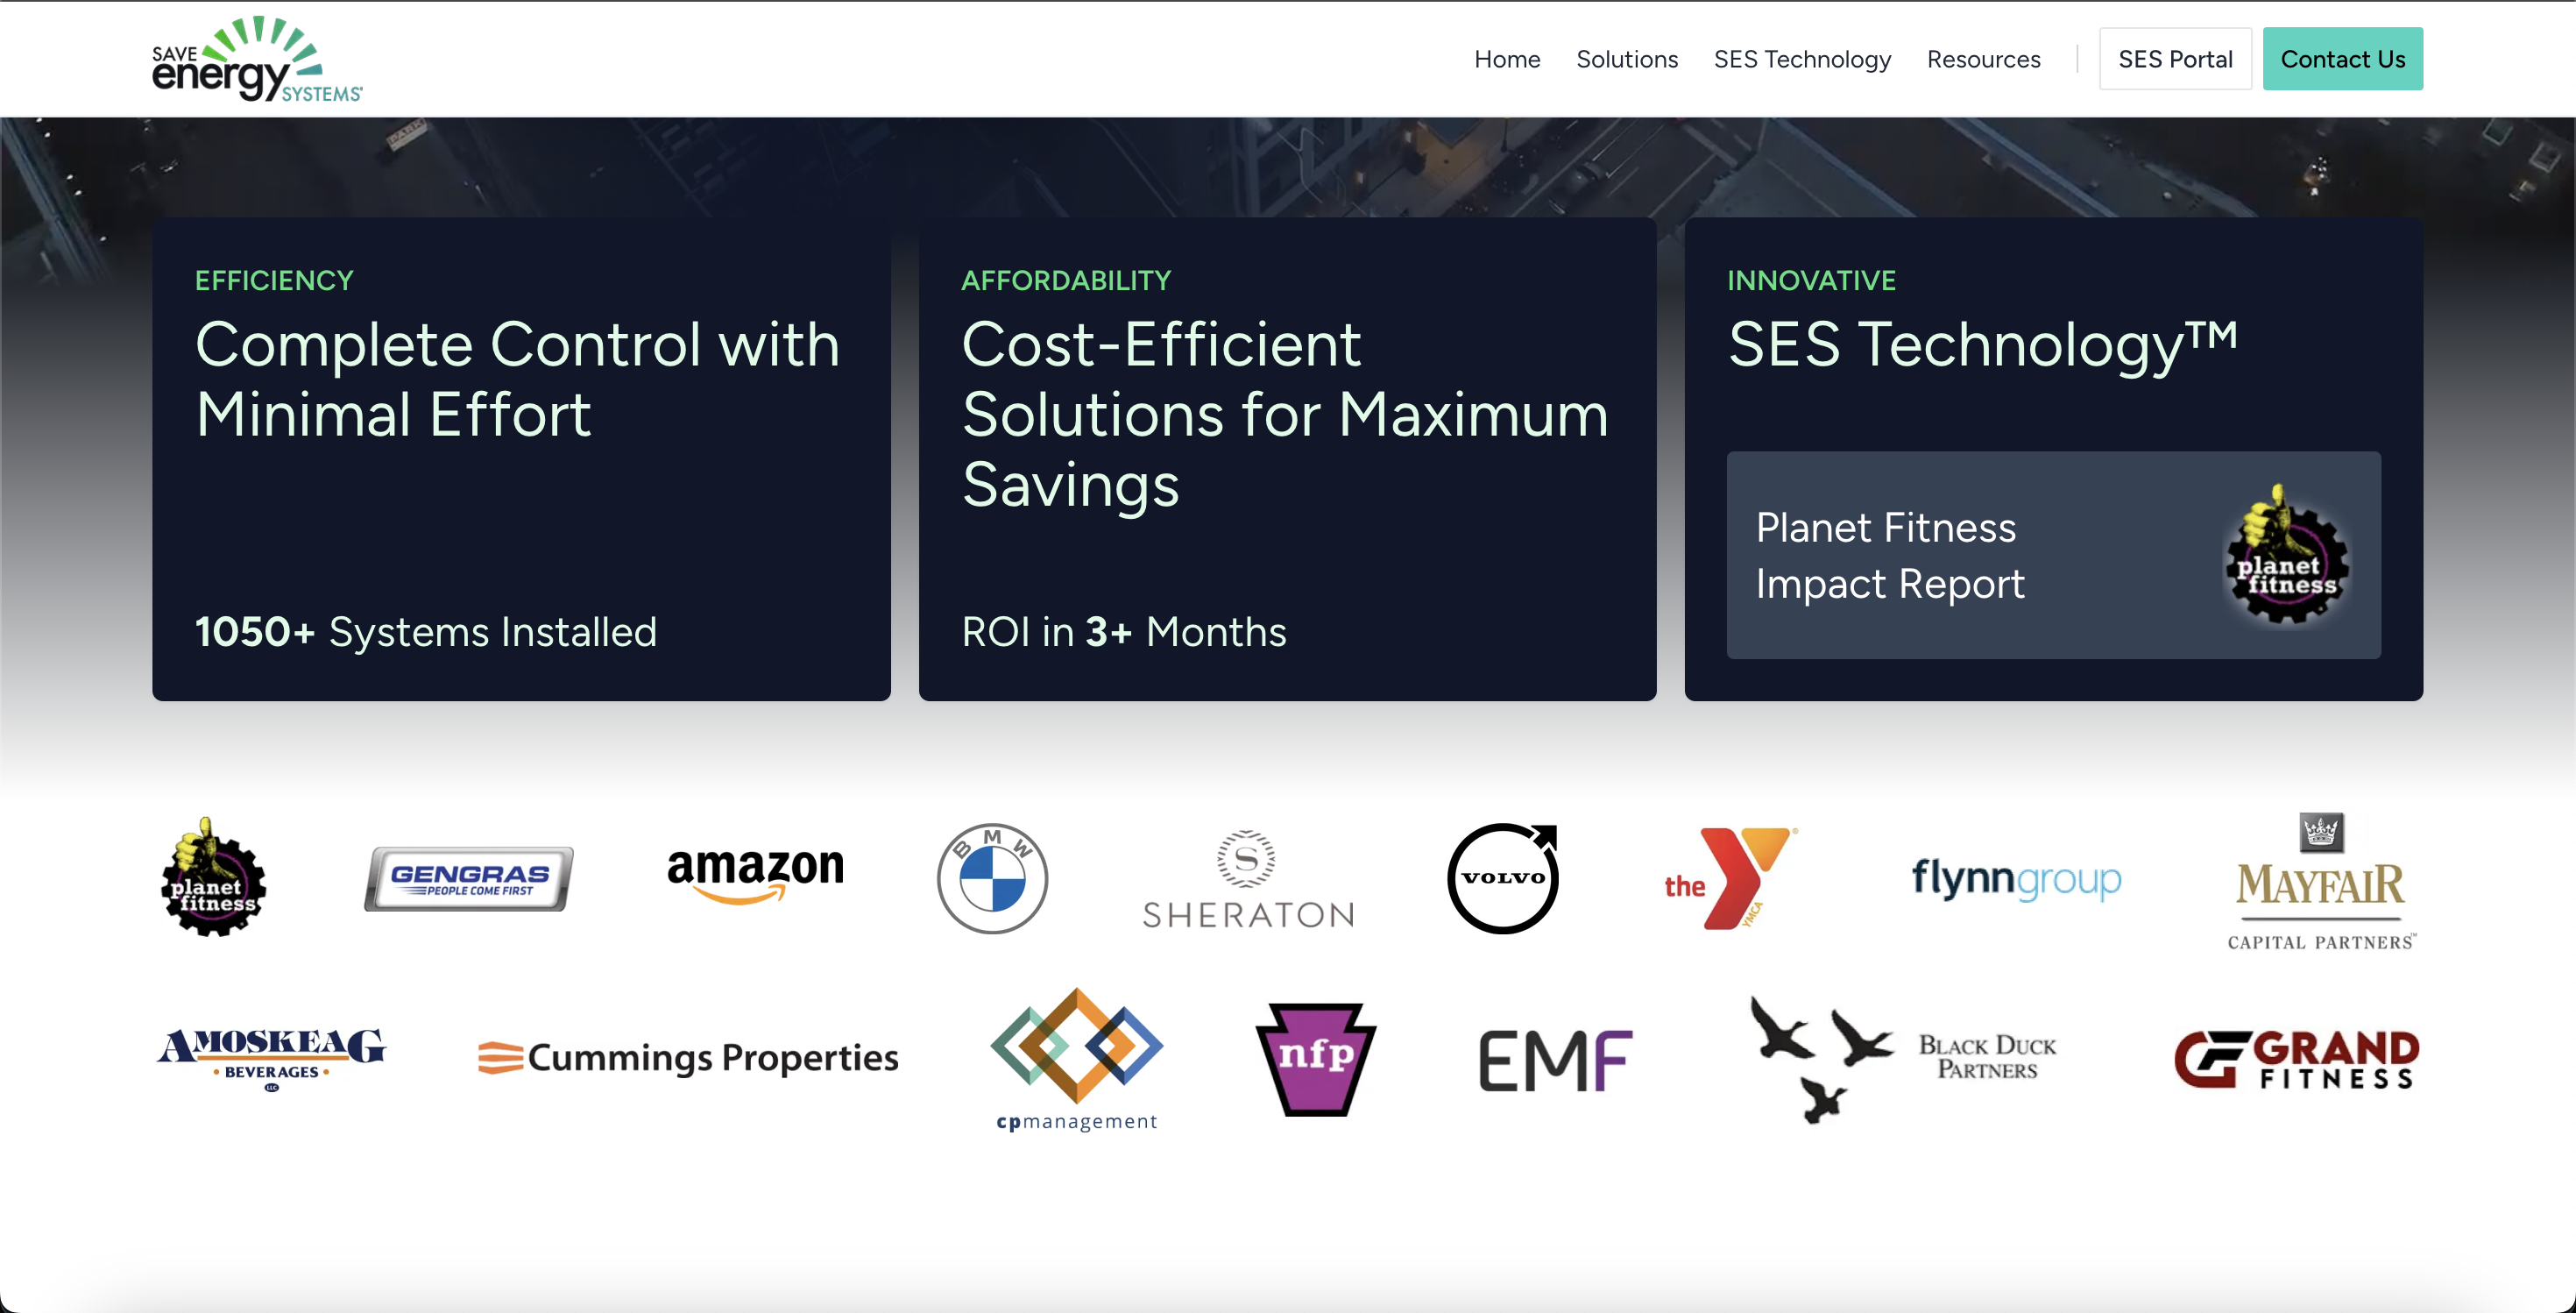 SAVE
energy
SYSTEMS
Home
Solutions
SES Technology
Resources
SES Portal
Contact Us
EFFICIENCY
Complete Control with
Minimal Effort
1050+ Systems Installed
AFFORDABILITY
Cost-Efficient
Solutions for Maximum
Savings
ROI in 3+ Months
INNOVATIVE
SES Technology™
Planet Fitness
Impact Report
planet
fitness
planet
fitness
GENGRAS
PEOPLE COME FIRST
amazon
BMW
S
SHERATON
VOLVO
the Y
YMCA
flynngroup
MAYFAIR
CAPITAL PARTNERS™
AMOSKEAG
• BEVERAGES •
LLC
Cummings Properties
cpmanagement
nfp
EMF
BLACK DUCK
PARTNERS
GF GRAND
FITNESS